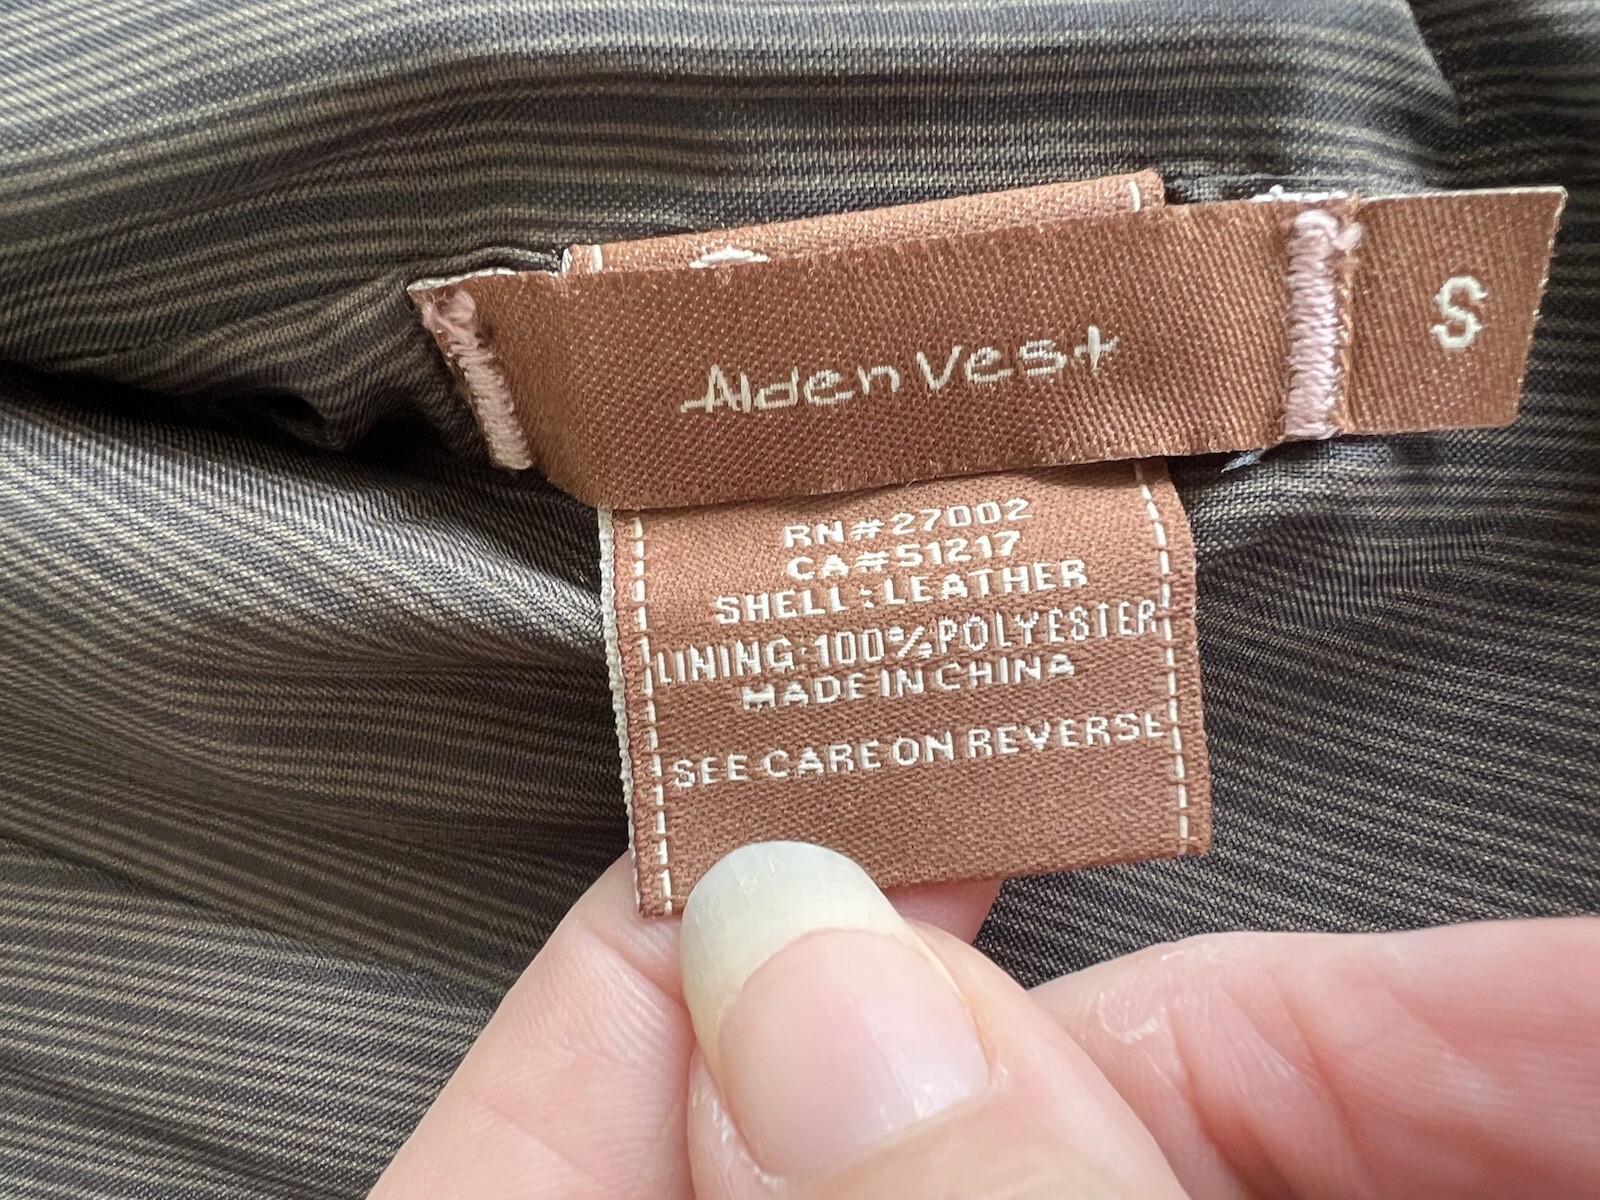 Alden Vest
S
RN#27002
CA#51217
SHELL:LEATHER
LINING:100%POLYESTER
MADE IN CHINA
SEE CARE ON REVERSE